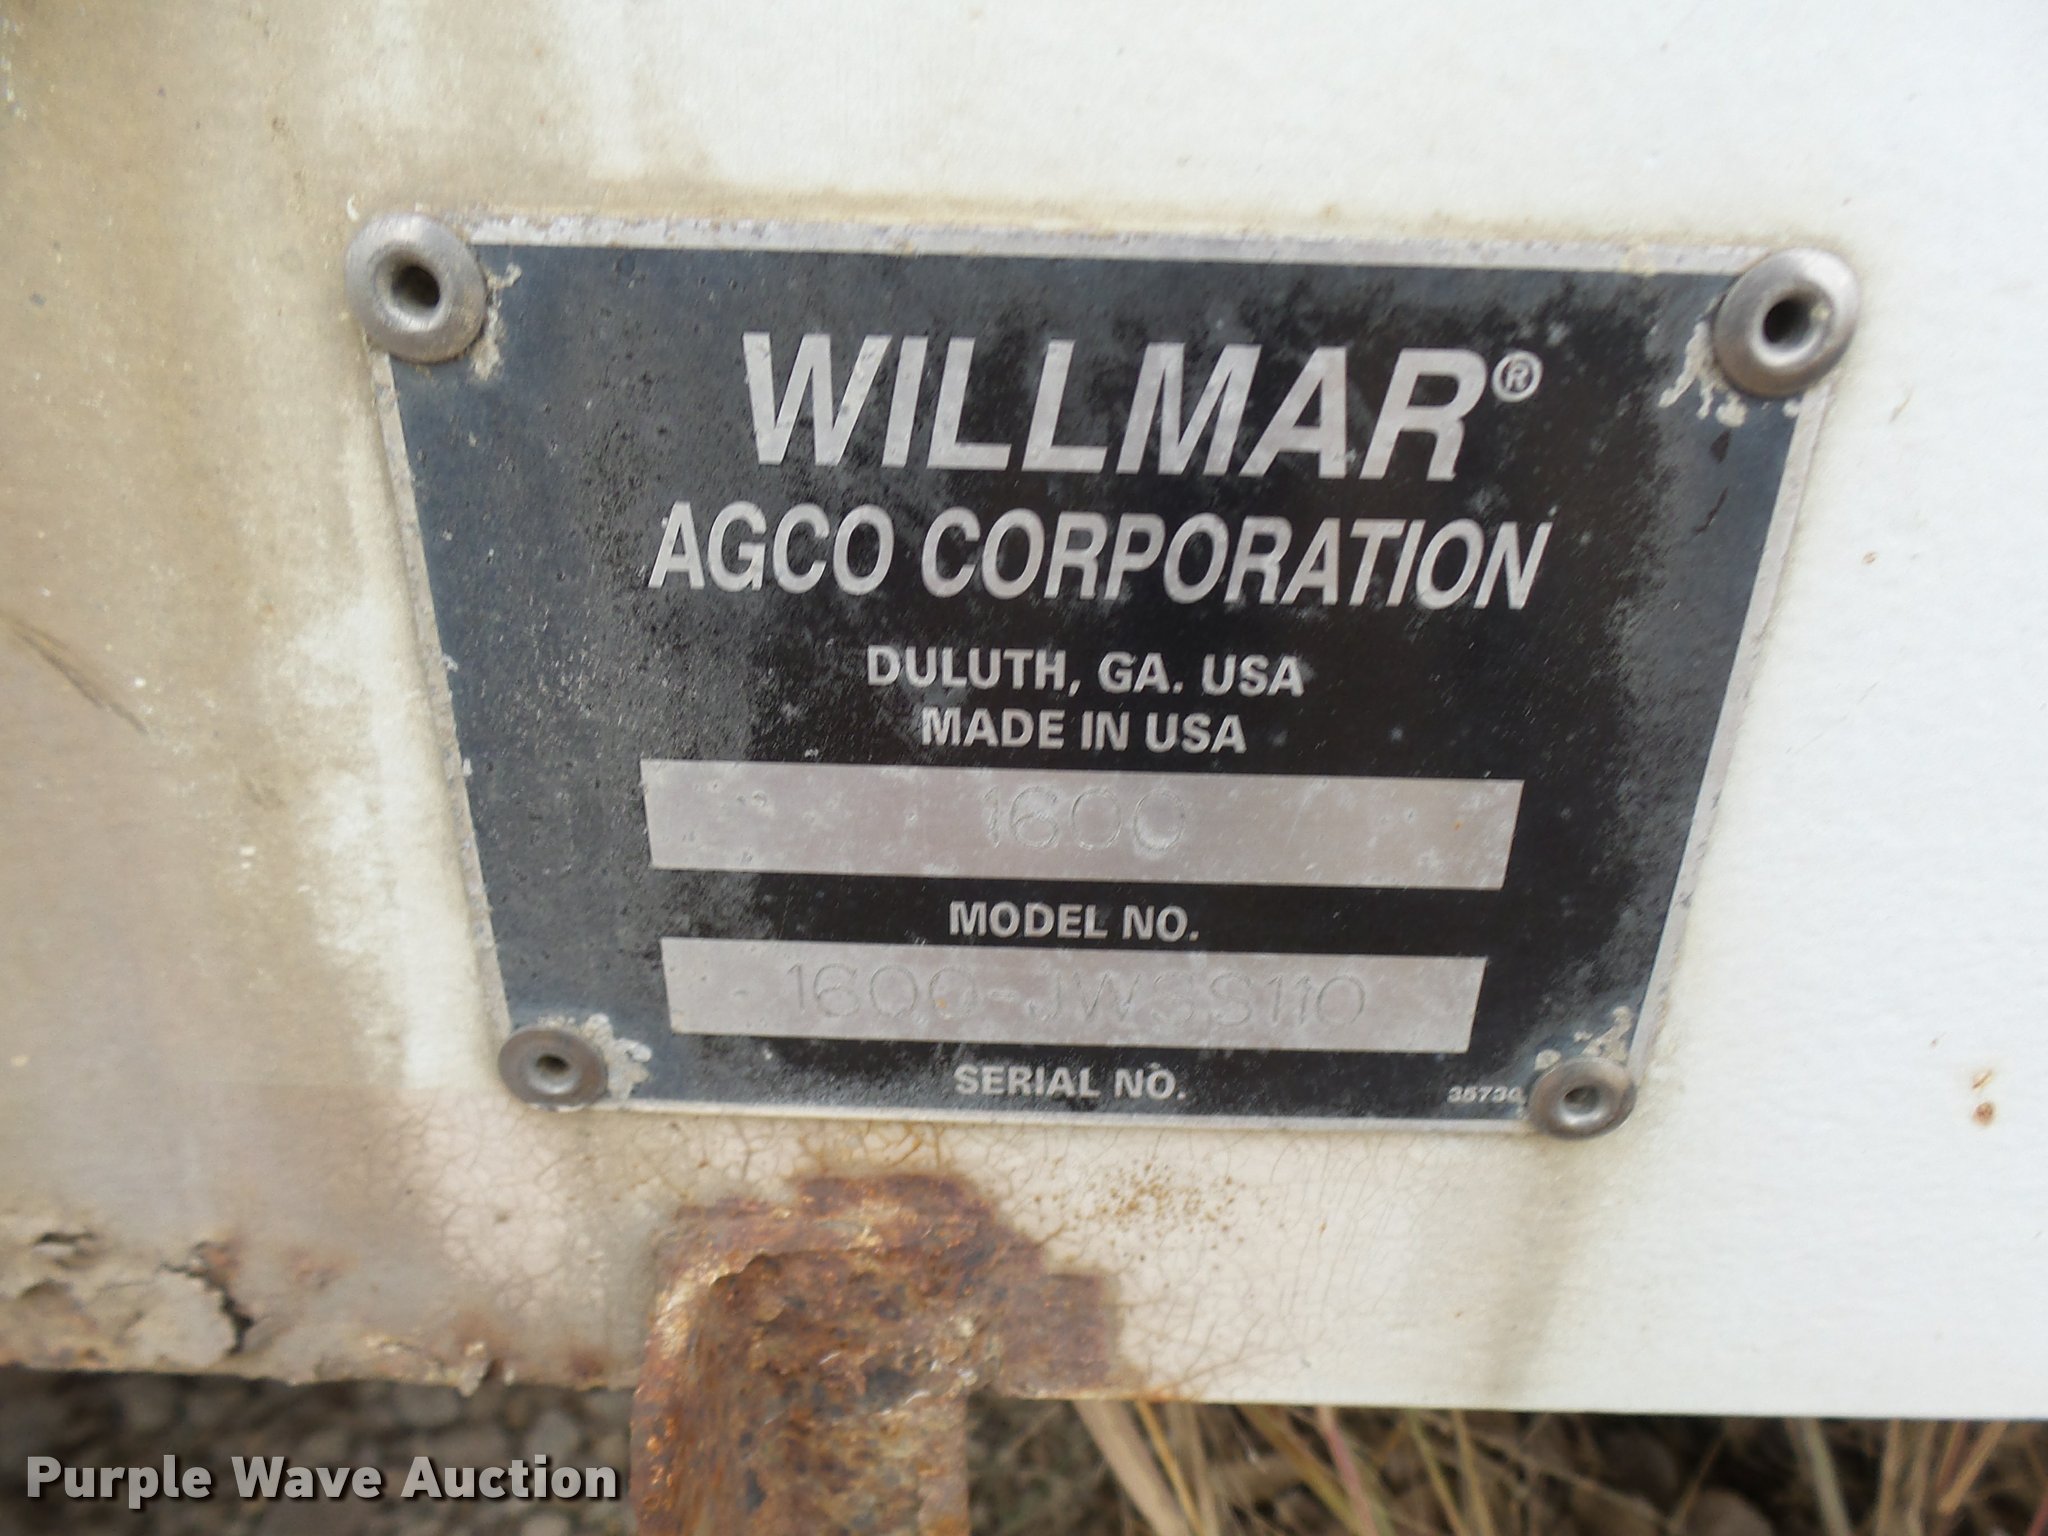 WILLMAR®
AGCO CORPORATION
DULUTH, GA. USA
MADE IN USA
1600
MODEL NO.
1600-JWSS110
SERIAL NO.
35730
Purple Wave Auction